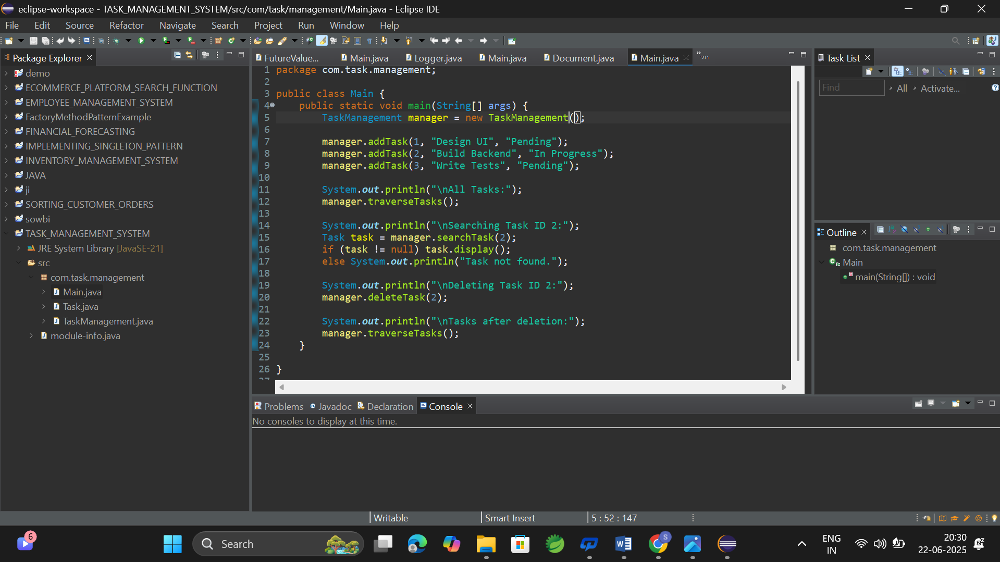 eclipse-workspace - TASK_MANAGEMENT_SYSTEM/src/com/task/management/Main.java - Eclipse IDE
File Edit Source Refactor Navigate Search Project Run Window Help
Package Explorer
demo
ECOMMERCE_PLATFORM_SEARCH_FUNCTION
EMPLOYEE_MANAGEMENT_SYSTEM
FactoryMethodPatternExample
FINANCIAL_FORECASTING
IMPLEMENTING_SINGLETON_PATTERN
INVENTORY_MANAGEMENT_SYSTEM
JAVA
ji
SORTING_CUSTOMER_ORDERS
sowbi
TASK_MANAGEMENT_SYSTEM
JRE System Library [JavaSE-21]
src
com.task.management
Main.java
Task.java
TaskManagement.java
module-info.java
FutureValue... Main.java Logger.java Main.java Document.java Main.java
1 package com.task.management;
2
3 public class Main {
4 public static void main(String[] args) {
5 TaskManagement manager = new TaskManagement();
6
7 manager.addTask(1, "Design UI", "Pending");
8 manager.addTask(2, "Build Backend", "In Progress");
9 manager.addTask(3, "Write Tests", "Pending");
10
11 System.out.println("\nAll Tasks:");
12 manager.traverseTasks();
13
14 System.out.println("\nSearching Task ID 2:");
15 Task task = manager.searchTask(2);
16 if (task != null) task.display();
17 else System.out.println("Task not found.");
18
19 System.out.println("\nDeleting Task ID 2:");
20 manager.deleteTask(2);
21
22 System.out.println("\nTasks after deletion:");
23 manager.traverseTasks();
24 }
25
26 }
Task List
Find All Activate...
Outline
com.task.management
Main
main(String[]) : void
Problems Javadoc Declaration Console
No consoles to display at this time.
Writable Smart Insert 5 : 52 : 147
6
Search
S
ENG
IN
20:30
22-06-2025